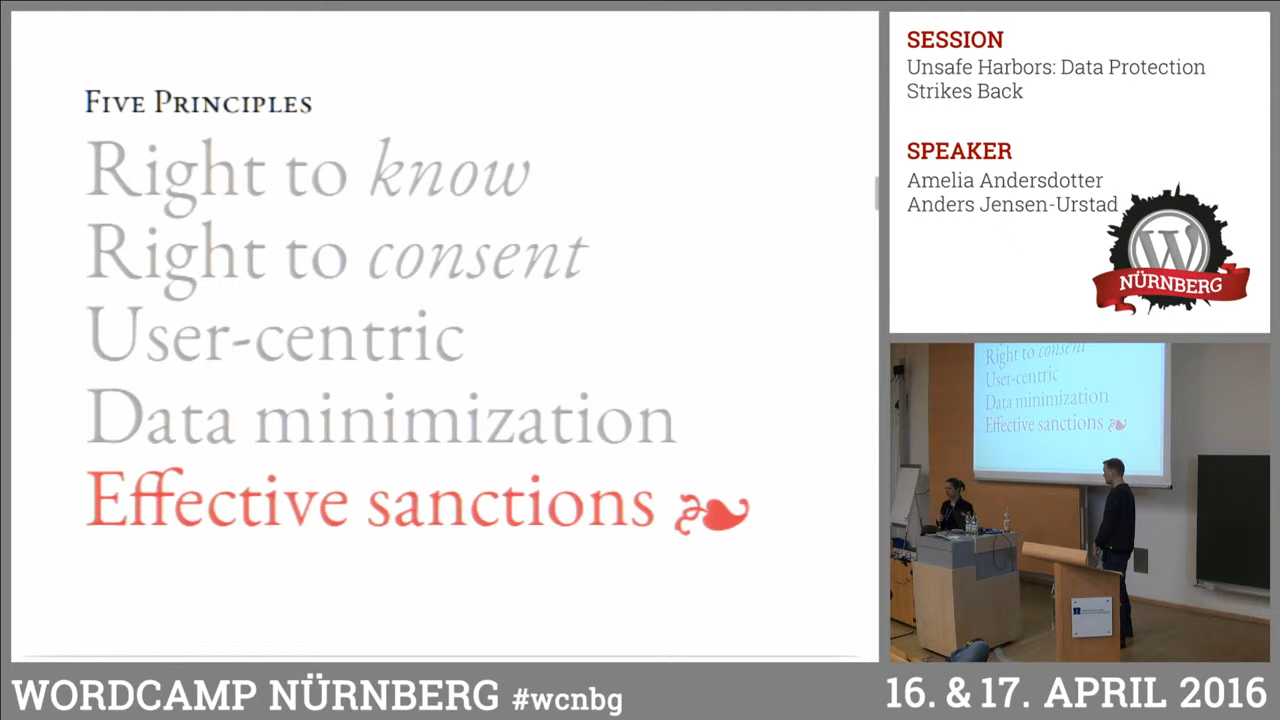 FIVE PRINCIPLES
Right to know
Right to consent
User-centric
Data minimization
Effective sanctions
SESSION
Unsafe Harbors: Data Protection
Strikes Back
SPEAKER
Amelia Andersdotter
Anders Jensen-Urstad
W
NÜRNBERG
Right to consent
User-centric
Data minimization
Effective sanctions
WORDCAMP NÜRNBERG #wcnbg
16. & 17. APRIL 2016